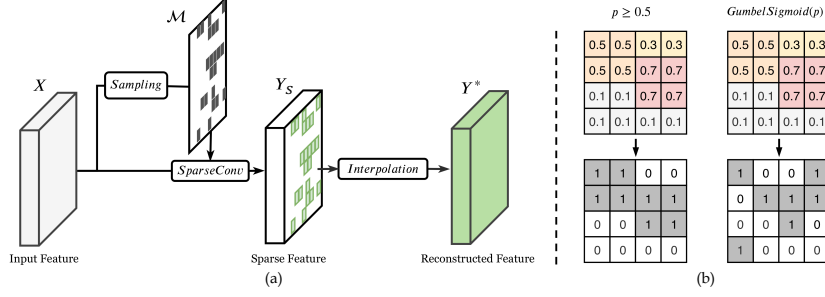 M
X
Sampling
SparseConv
Y_S
Interpolation
Y*
Input Feature
Sparse Feature
Reconstructed Feature
(a)
p ≥ 0.5
0.5 0.5 0.3 0.3
0.5 0.5 0.7 0.7
0.1 0.1 0.7 0.7
0.1 0.1 0.1 0.1
1 1 0 0
1 1 1 1
0 0 1 1
0 0 0 0
GumbelSigmoid(p)
0.5 0.5 0.3 0.3
0.5 0.5 0.7 0.7
0.1 0.1 0.7 0.7
0.1 0.1 0.1 0.1
1 0 0 1
0 1 1 1
0 0 1 0
1 0 0 0
(b)